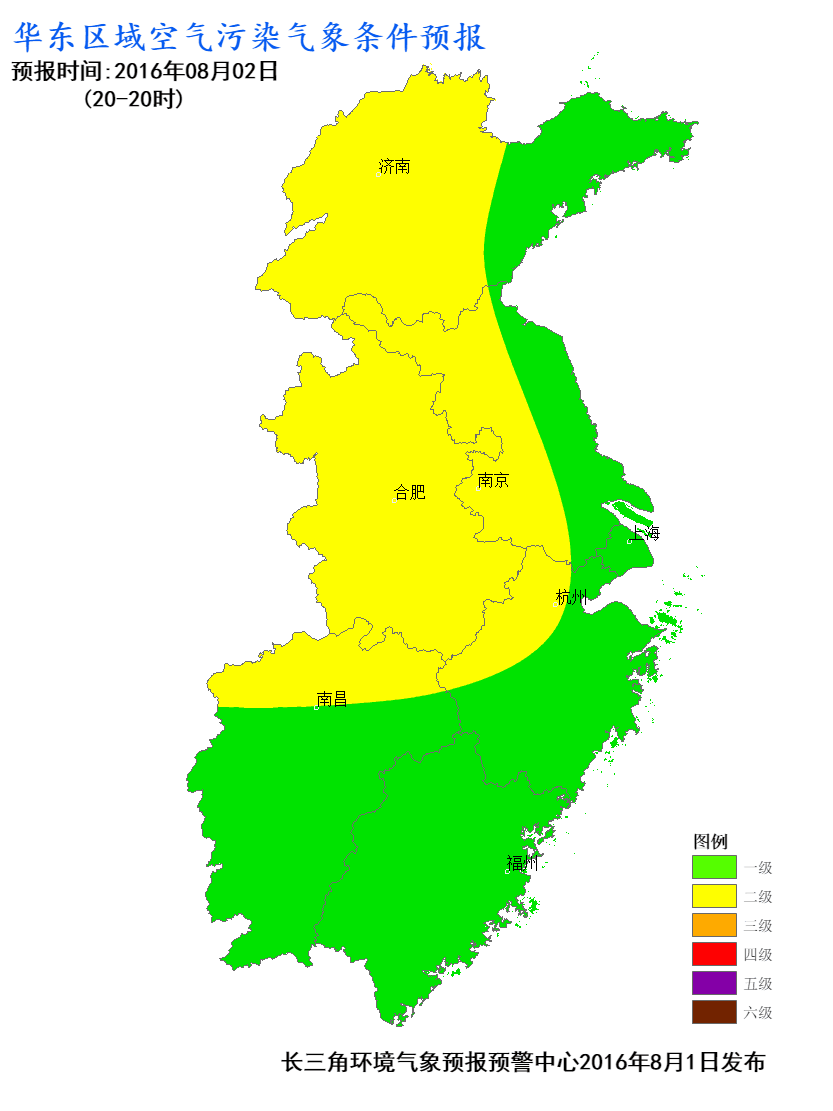 华东区域空气污染气象条件预报
预报时间:2016年08月02日
(20-20时)
济南
南京
合肥
上海
杭州
南昌
福州
图例
一级
二级
三级
四级
五级
六级
长三角环境气象预报预警中心2016年8月1日发布